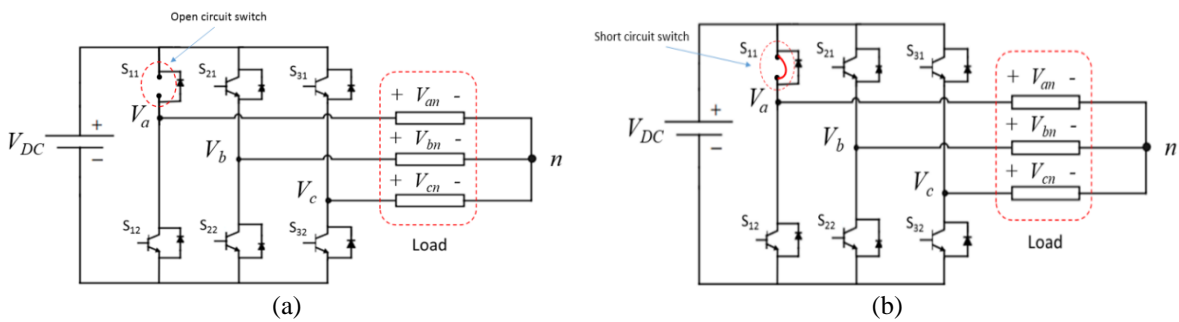 Open circuit switch
S11
S21
S31
Va
+ Van -
VDC
+
-
Vb
+ Vbn -
n
Vc
+ Vcn -
S12
S22
S32
Load
(a)
Short circuit switch
S11
S21
S31
Va
+ Van -
VDC
+
-
Vb
+ Vbn -
n
Vc
+ Vcn -
S12
S22
S32
Load
(b)